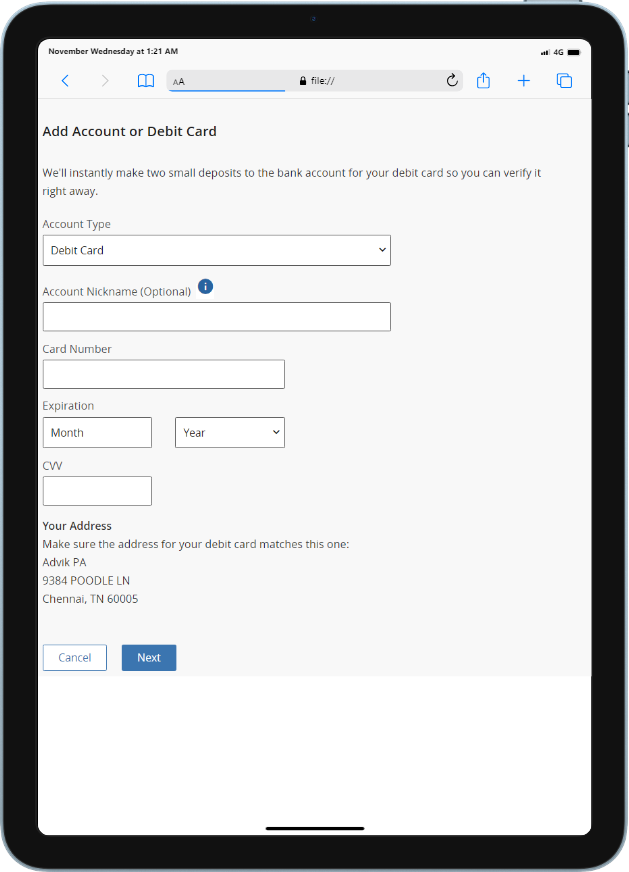 November Wednesday at 1:21 AM 4G
AA file://
Add Account or Debit Card
We'll instantly make two small deposits to the bank account for your debit card so you can verify it
right away.
Account Type
Debit Card
Account Nickname (Optional) i
Card Number
Expiration
Month Year
CVV
Your Address
Make sure the address for your debit card matches this one:
Advik PA
9384 POODLE LN
Chennai, TN 60005
Cancel Next